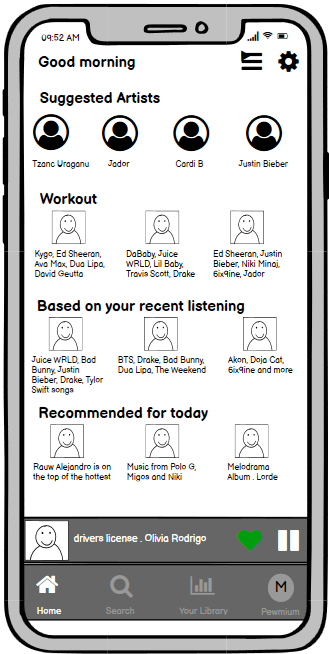 09:52 AM
Good morning
Suggested Artists
Tzanc Uraganu Jador Cardi B Justin Bieber
Workout
Kygo, Ed Sheeran,
Ava Max, Dua Lipa,
David Geutta
DaBaby, Juice
WRLD, Lil Baby,
Travis Scott, Drake
Ed Sheeran, Justin
Bieber, Niki Minaj,
6ix9ine, Jador
Based on your recent listening
Juice WRLD, Bad
Bunny, Justin
Bieber, Drake, Tylor
Swift songs
BTS, Drake, Bad Bunny,
Dua Lipa, The Weekend
Akon, Doja Cat,
6ix9ine and more
Recommended for today
Rauw Alejandro is on
the top of the hottest
Music from Polo G,
Migos and Niki
Melodrama
Album . Lorde
drivers license . Olivia Rodrigo
M
Home Search Your Library Pewmium